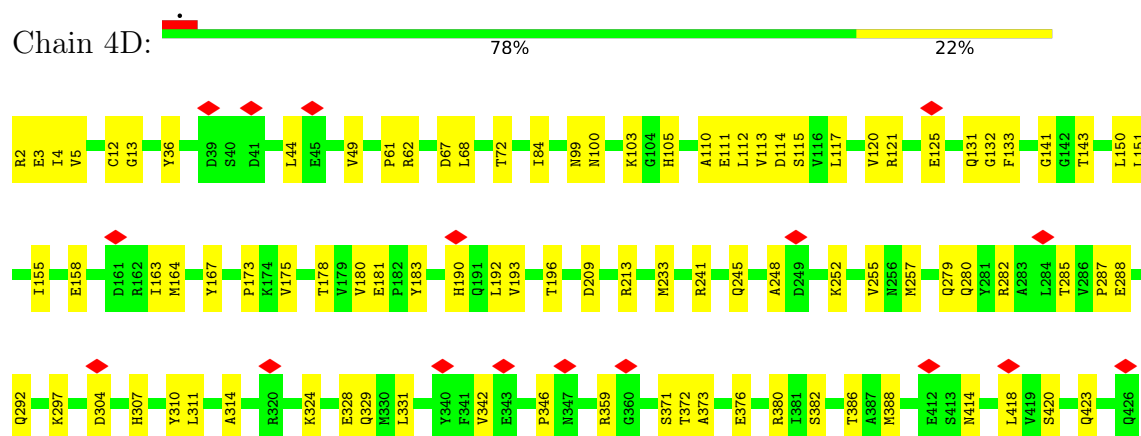 Chain 4D:
78% 22%
R2 E3 I4 V5 C12 G13 Y36 D39 S40 D41 L44 E45 V49 P61 R62 D67 L68 T72 I84 N99 N100 K103 G104 H105 A110 E111 L112 V113 D114 S115 V116 L117 V120 R121 E125 Q131 G132 F133 G141 G142 T143 L150 L151
I155 E158 D161 R162 I163 M164 Y167 P173 K174 V175 T178 V179 V180 E181 P182 Y183 H190 Q191 L192 V193 T196 D209 R213 M233 R241 Q245 A248 D249 K252 V255 N256 M257 Q279 Q280 Y281 R282 A283 L284 T285 V286 P287 E288
Q292 K297 D304 H307 Y310 L311 A314 R320 K324 E328 Q329 M330 L331 Y340 F341 V342 E343 P346 N347 R359 G360 S371 T372 A373 E376 R380 I381 S382 T386 A387 M388 E412 S413 N414 L418 V419 S420 Q423 Q426